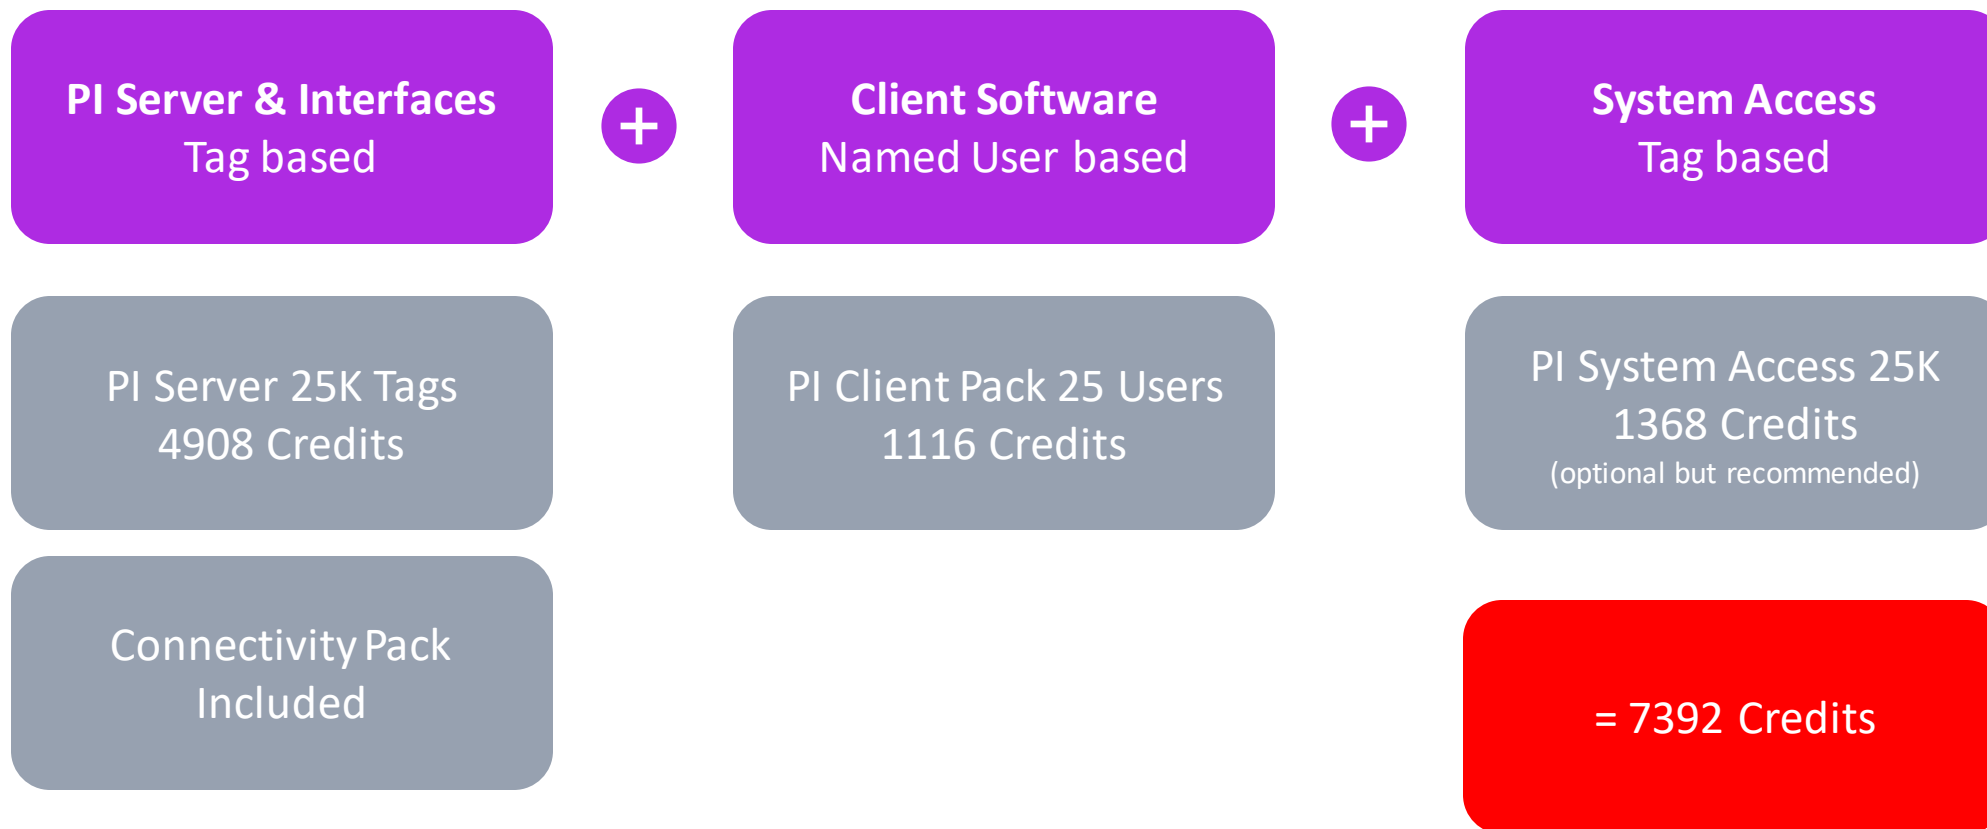 PI Server & Interfaces
Tag based
+
Client Software
Named User based
+
System Access
Tag based
PI Server 25K Tags
4908 Credits
PI Client Pack 25 Users
1116 Credits
PI System Access 25K
1368 Credits
(optional but recommended)
Connectivity Pack
Included
= 7392 Credits